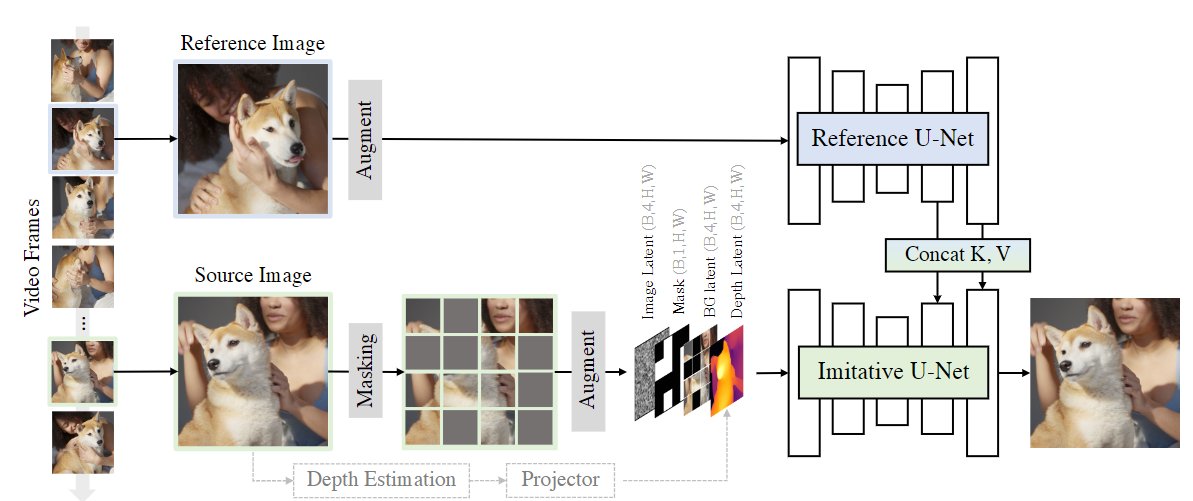 Video Frames
...
Reference Image
Augment
Source Image
Masking
Augment
Depth Estimation
Projector
Image Latent (B,4,H,W)
Mask (B,1,H,W)
BG latent (B,4,H,W)
Depth Latent (B,4,H,W)
Reference U-Net
Concat K, V
Imitative U-Net